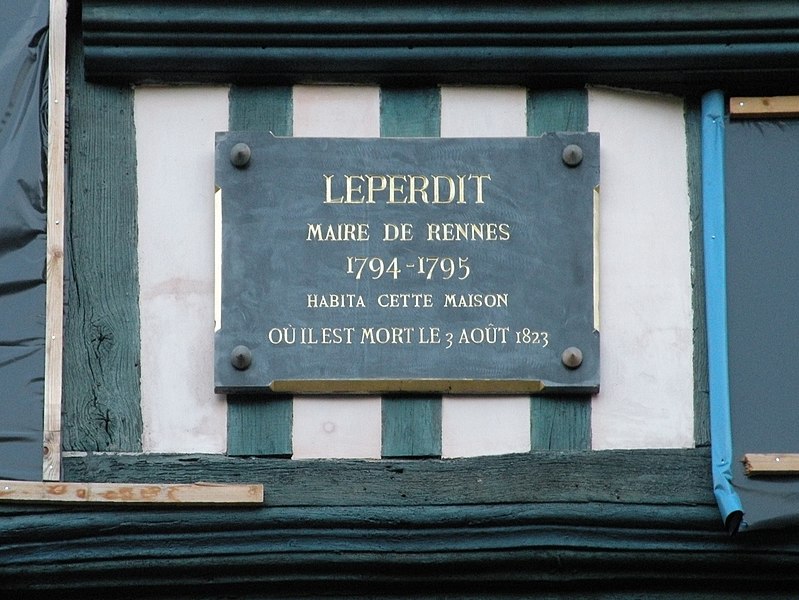 LEPERDIT
MAIRE DE RENNES
1794-1795
HABITA CETTE MAISON
OÙ IL EST MORT LE 3 AOÛT 1823